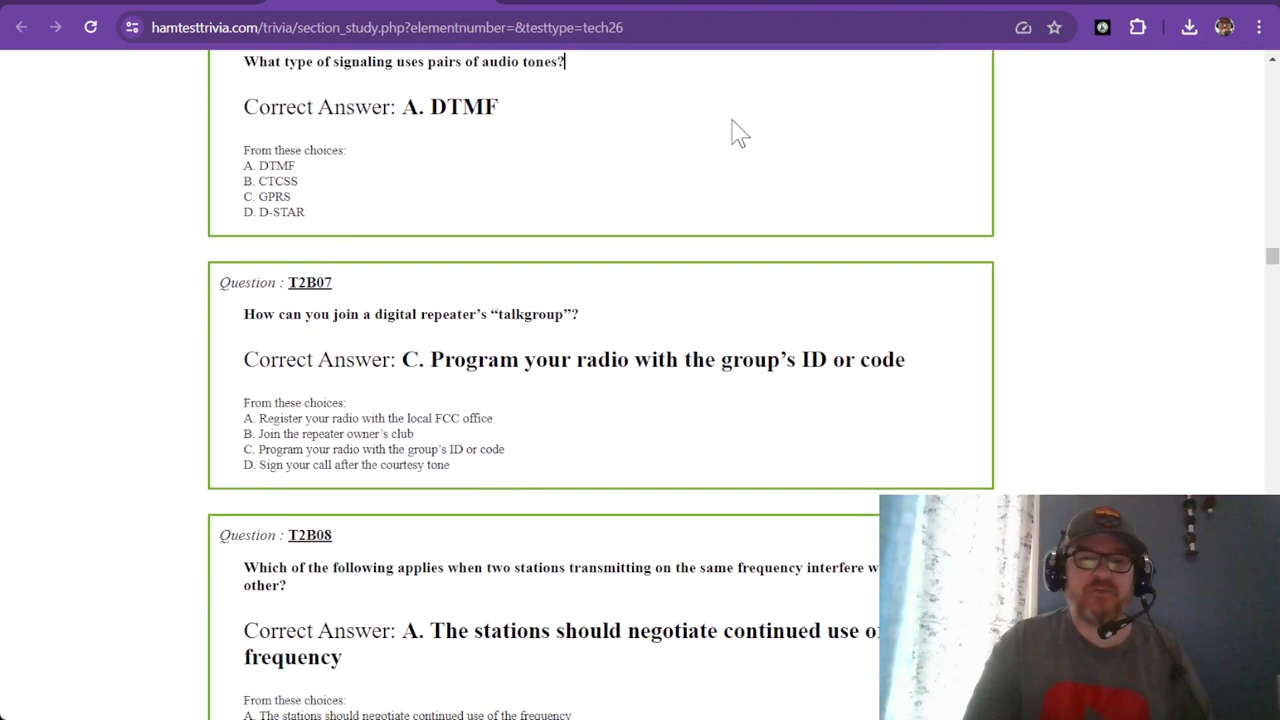 hamtesttrivia.com/trivia/section_study.php?elementnumber=&testtype=tech26
What type of signaling uses pairs of audio tones?
Correct Answer: A. DTMF
From these choices:
A. DTMF
B. CTCSS
C. GPRS
D. D-STAR
Question : T2B07
How can you join a digital repeater’s “talkgroup”?
Correct Answer: C. Program your radio with the group’s ID or code
From these choices:
A. Register your radio with the local FCC office
B. Join the repeater owner’s club
C. Program your radio with the group’s ID or code
D. Sign your call after the courtesy tone
Question : T2B08
Which of the following applies when two stations transmitting on the same frequency interfere
other?
Correct Answer: A. The stations should negotiate continued use
frequency
From these choices:
A. The stations should negotiate continued use of the frequency